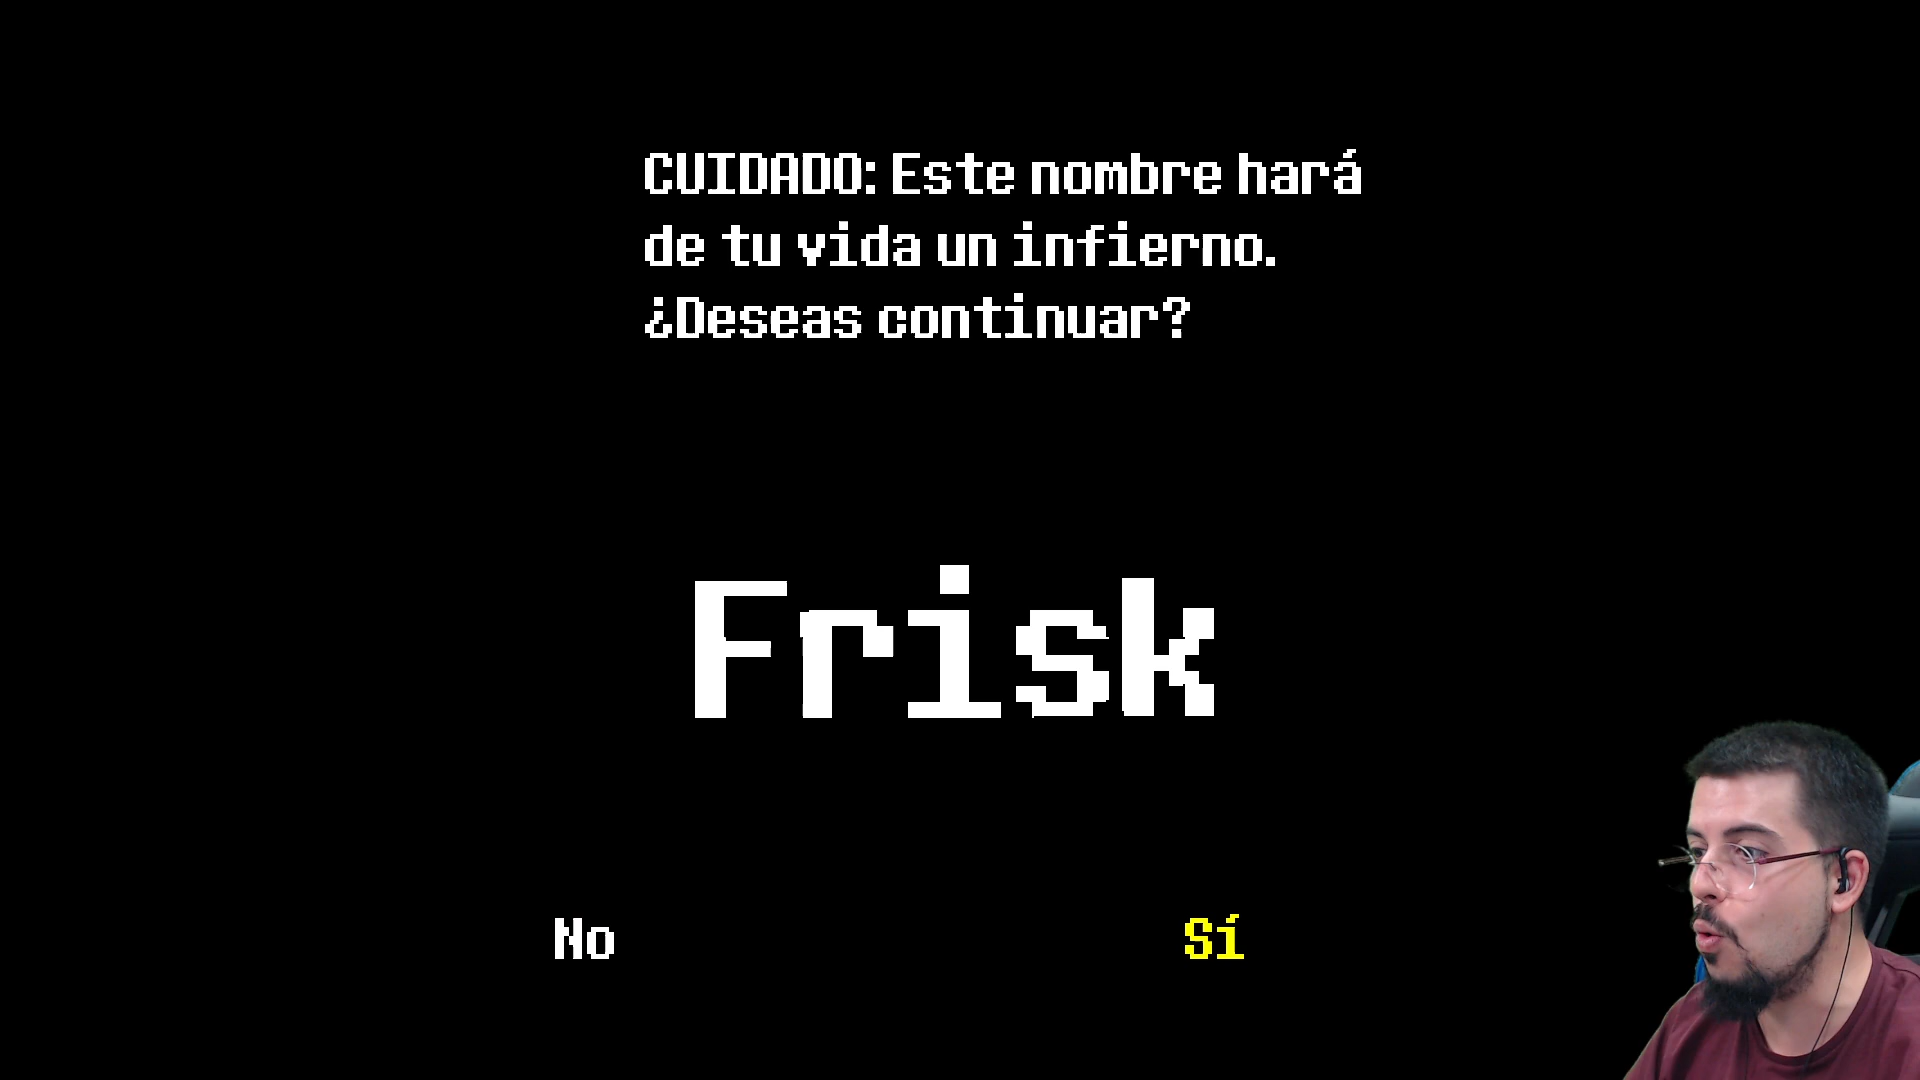 CUIDADO: Este nombre hará
de tu vida un infierno.
¿Deseas continuar?
Frisk
No
Sí